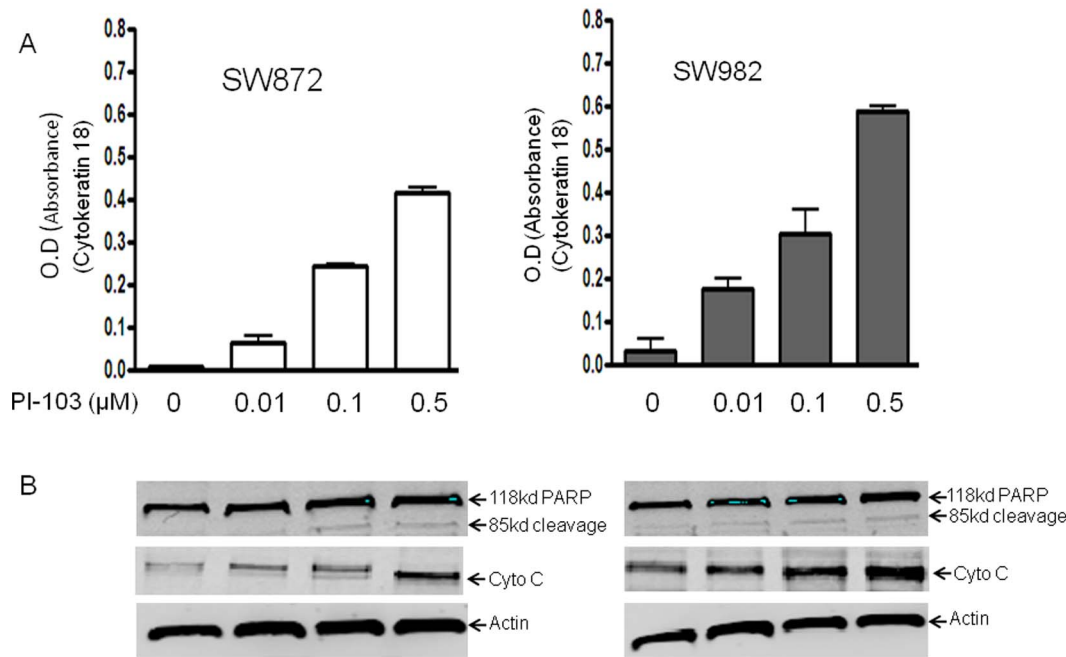 A
0.8
0.7
0.6
0.5
0.4
0.3
0.2
0.1
0.0
O.D (Absorbance)
(Cytokeratin 18)
SW872
0.8
0.7
0.6
0.5
0.4
0.3
0.2
0.1
0.0
O.D (Absorbance)
(Cytokeratin 18)
SW982
PI-103 (µM) 0 0.01 0.1 0.5
0 0.01 0.1 0.5
B
118kd PARP
85kd cleavage
Cyto C
Actin
118kd PARP
85kd cleavage
Cyto C
Actin